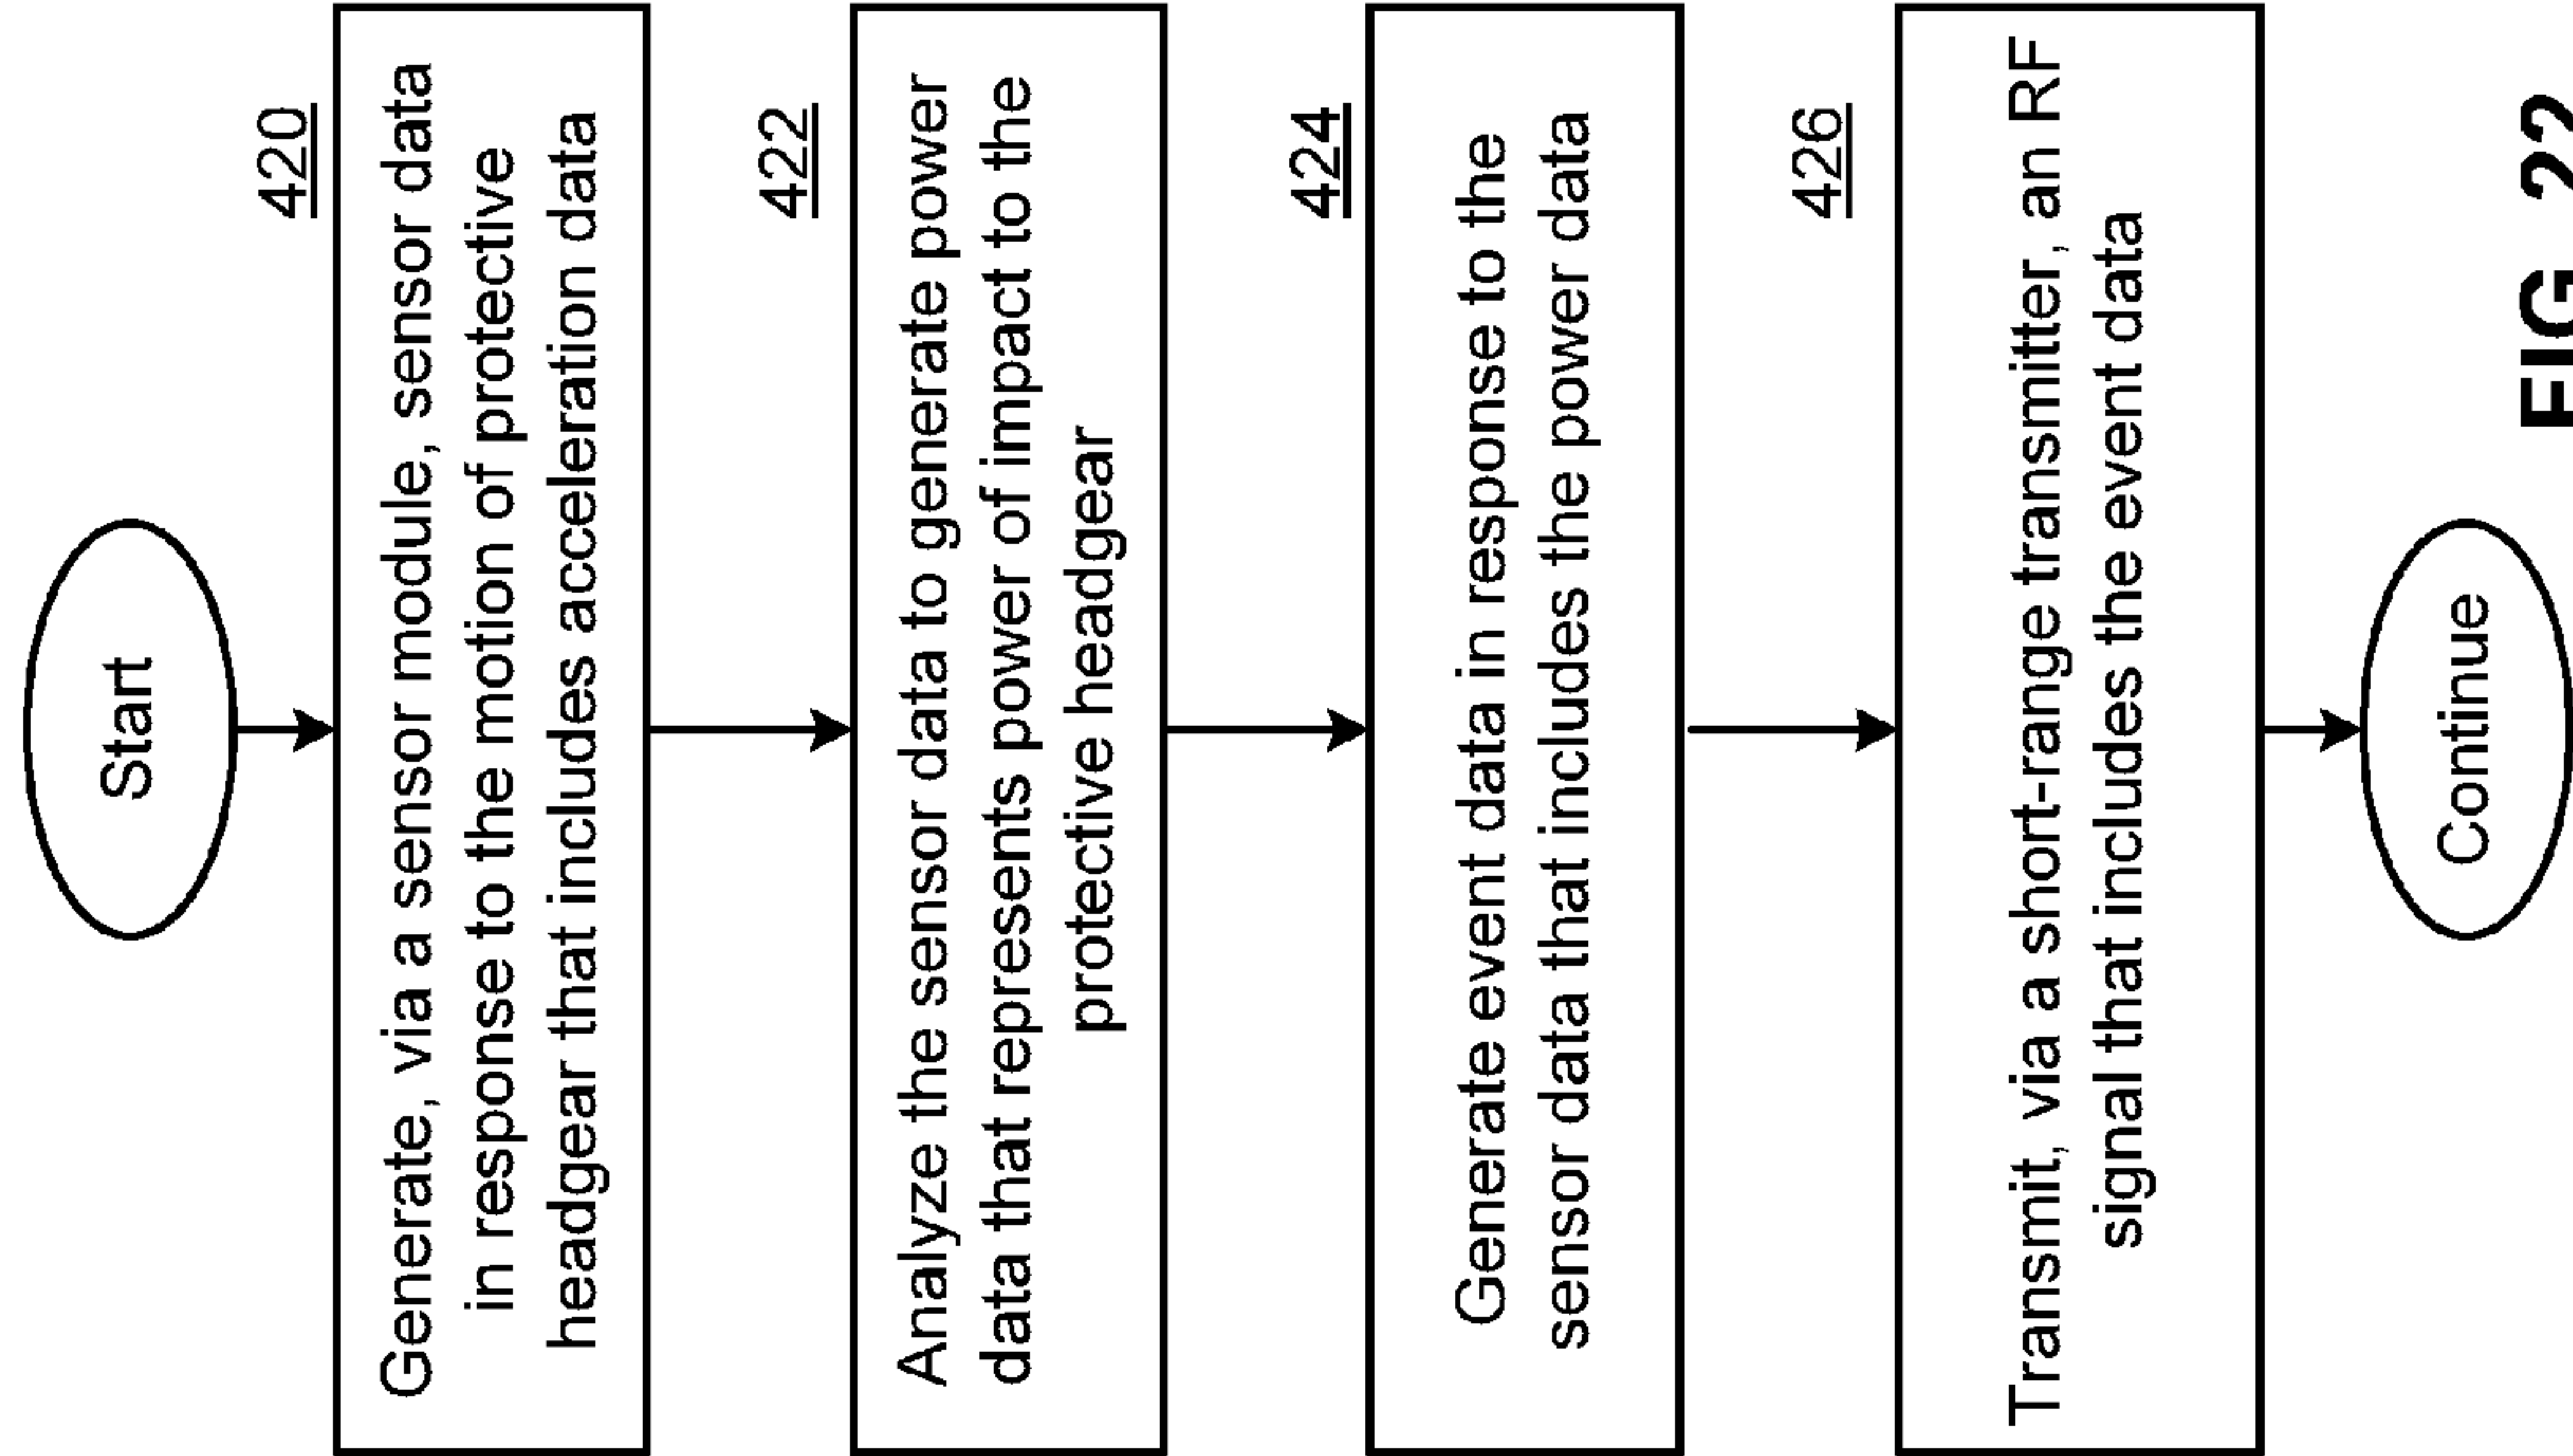 Start
420
Generate, via a sensor module, sensor data
in response to the motion of protective
headgear that includes acceleration data
422
Analyze the sensor data to generate power
data that represents power of impact to the
protective headgear
424
Generate event data in response to the
sensor data that includes the power data
426
Transmit, via a short-range transmitter, an RF
signal that includes the event data
Continue
FIG. 22